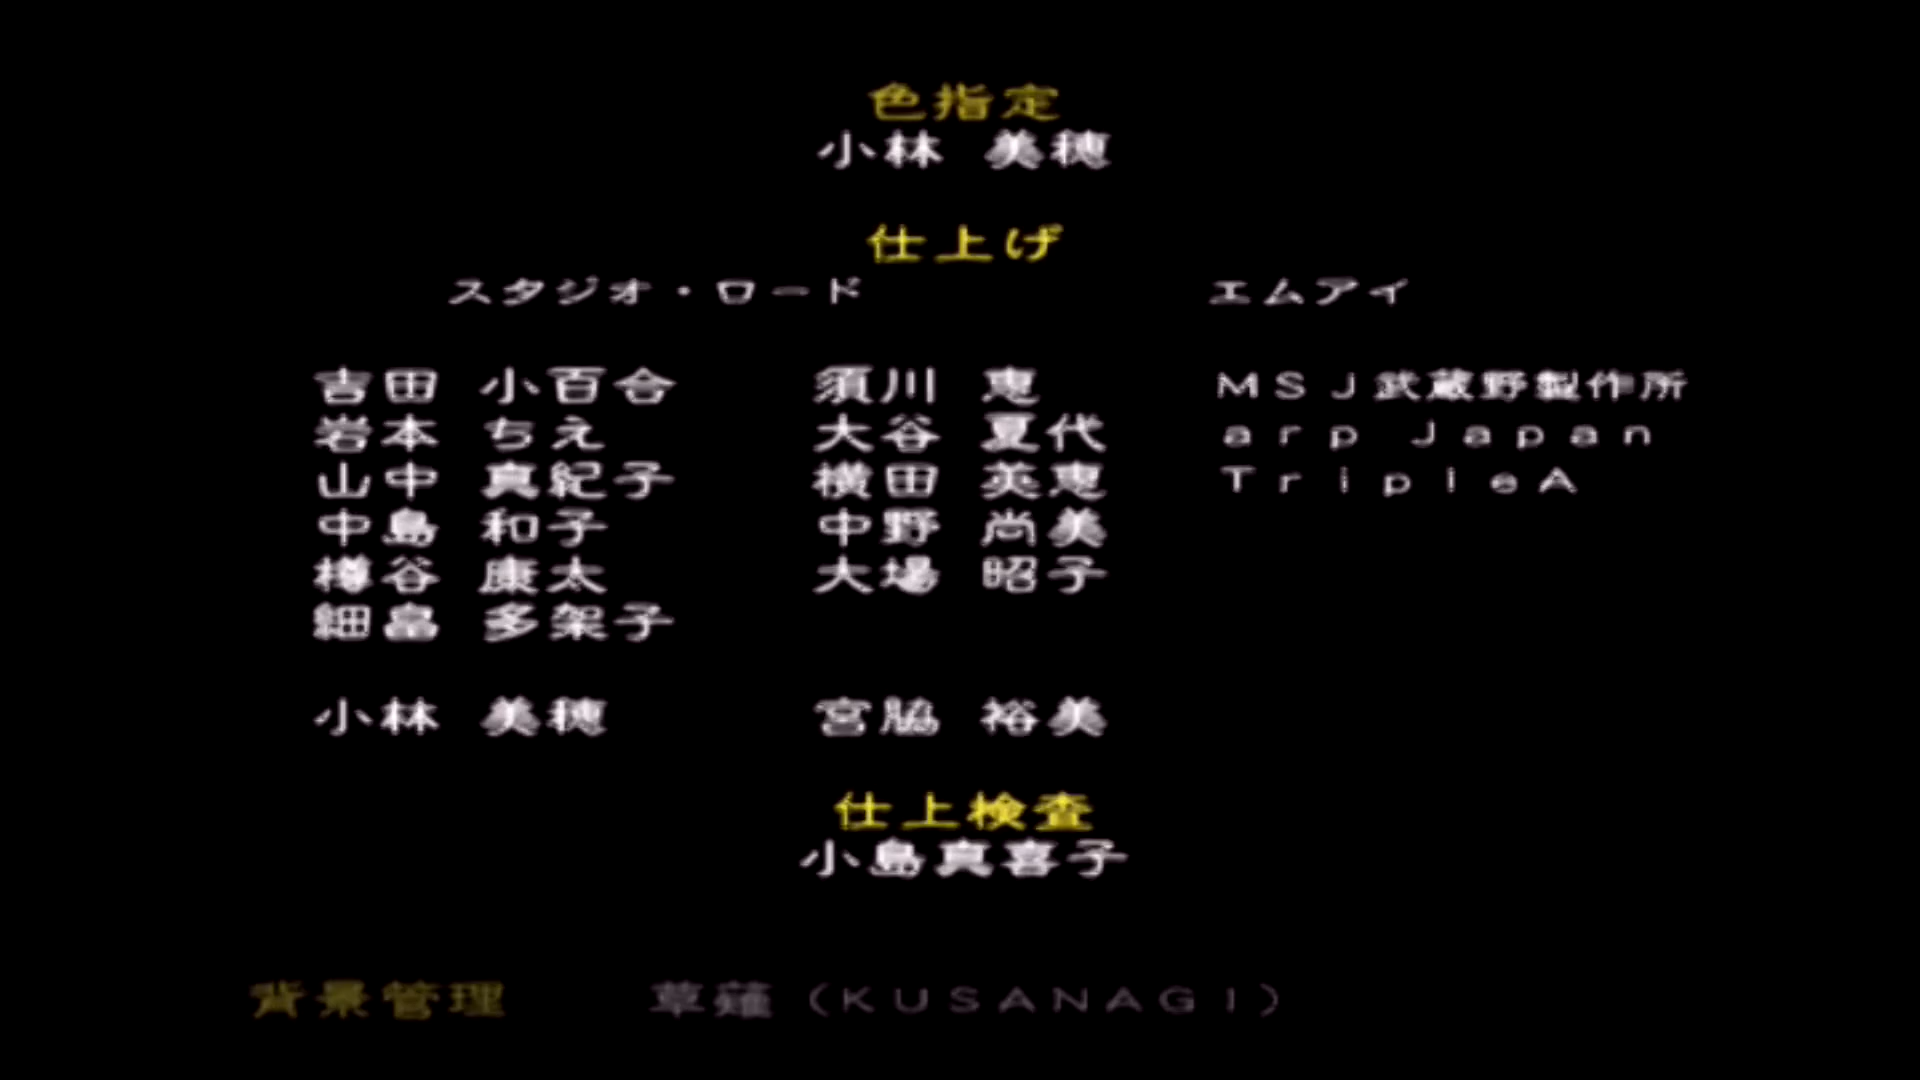 色指定
小林 美穂
仕上げ
スタジオ・ロード エムアイ
吉田 小百合 須川 恵 MSJ武蔵野製作所
岩本 ちえ 大谷 夏代 arp Japan
山中 真紀子 横田 英恵 TripleA
中島 和子 中野 尚美
樽谷 康太 大場 昭子
細畠 多架子
小林 美穂 宮脇 裕美
仕上検査
小島真喜子
背景管理 草薙(KUSANAGI)